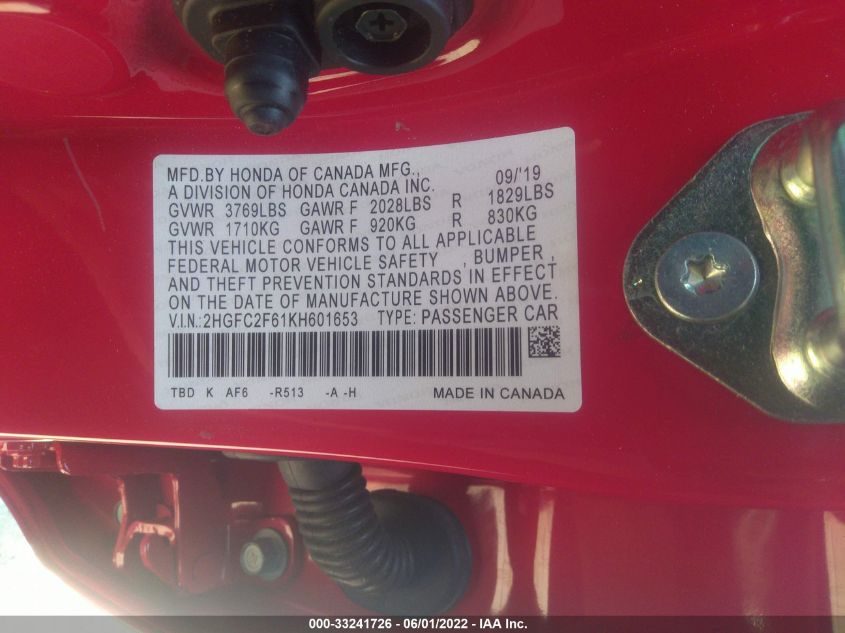 MFD.BY HONDA OF CANADA MFG., 09/'19
A DIVISION OF HONDA CANADA INC.
GVWR 3769LBS GAWR F 2028LBS R 1829LBS
GVWR 1710KG GAWR F 920KG R 830KG
THIS VEHICLE CONFORMS TO ALL APPLICABLE
FEDERAL MOTOR VEHICLE SAFETY , BUMPER ,
AND THEFT PREVENTION STANDARDS IN EFFECT
ON THE DATE OF MANUFACTURE SHOWN ABOVE.
V.I.N.:2HGFC2F61KH601653 TYPE: PASSENGER CAR
TBD K AF6 -R513 -A -H MADE IN CANADA
000-33241726 - 06/01/2022 - IAA Inc.